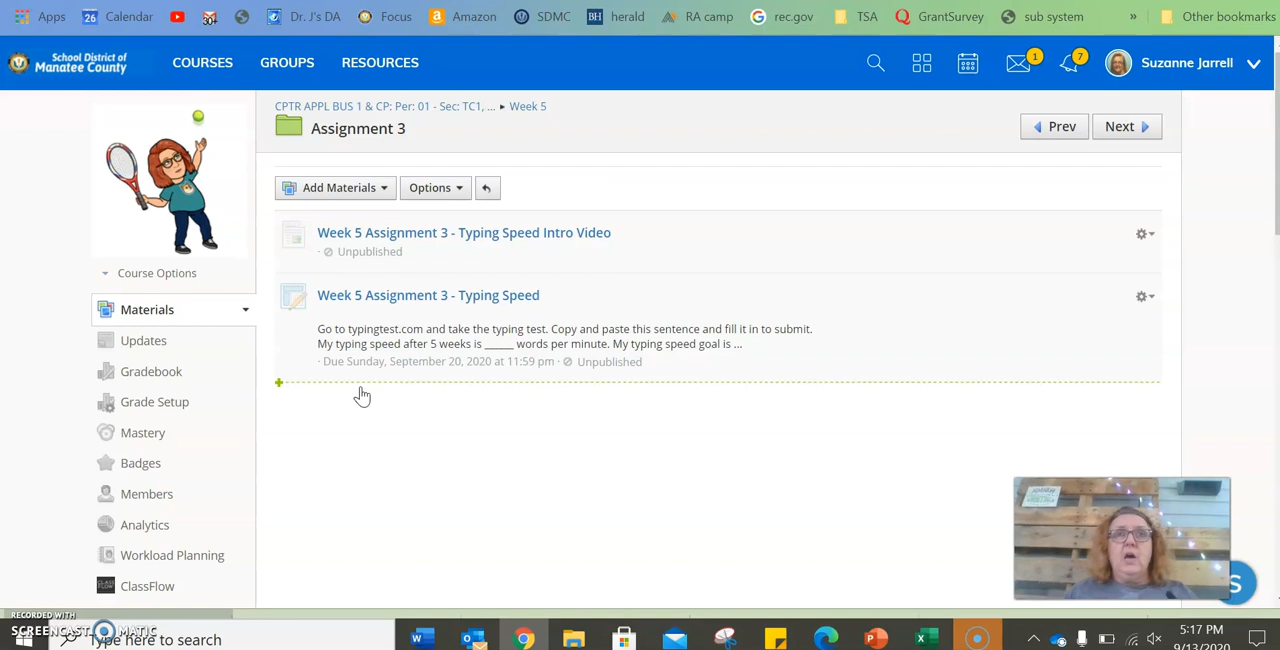 Apps
26 Calendar
30+
Dr. J's DA
Focus
Amazon
SDMC
BH herald
RA camp
rec.gov
TSA
GrantSurvey
sub system
»
Other bookmarks
School District of
Manatee County
COURSES
GROUPS
RESOURCES
1
7
Suzanne Jarrell
CPTR APPL BUS 1 & CP: Per: 01 - Sec: TC1, ... ▸ Week 5
Assignment 3
Prev
Next
Add Materials
Options
Week 5 Assignment 3 - Typing Speed Intro Video
· Unpublished
Week 5 Assignment 3 - Typing Speed
Go to typingtest.com and take the typing test. Copy and paste this sentence and fill it in to submit.
My typing speed after 5 weeks is ______ words per minute. My typing speed goal is ...
· Due Sunday, September 20, 2020 at 11:59 pm · Unpublished
Course Options
Materials
Updates
Gradebook
Grade Setup
Mastery
Badges
Members
Analytics
Workload Planning
ClassFlow
S
RECORDED WITH
SCREENCAST MATIC
Type here to search
5:17 PM
9/13/2020